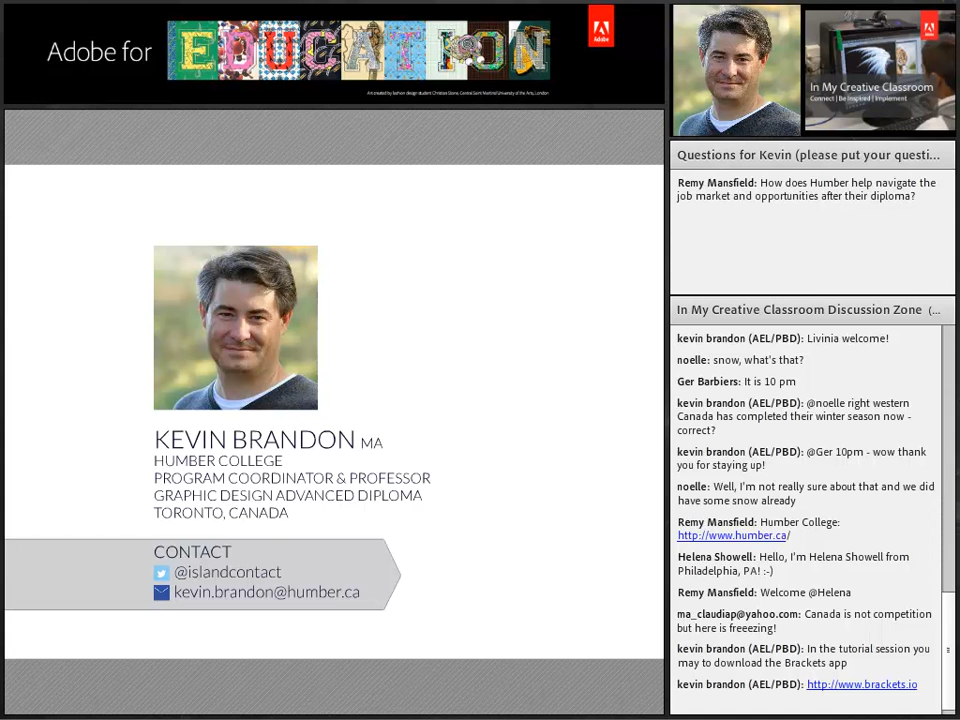 Adobe for EDUCATION
Adobe
Art created by fashion design student Christian Stone, Central Saint Martins/University of the Arts, London
KEVIN BRANDON MA
HUMBER COLLEGE
PROGRAM COORDINATOR & PROFESSOR
GRAPHIC DESIGN ADVANCED DIPLOMA
TORONTO, CANADA
CONTACT
@islandcontact
kevin.brandon@humber.ca
In My Creative Classroom
Connect | Be Inspired | Implement
Questions for Kevin (please put your questi...
Remy Mansfield: How does Humber help navigate the
job market and opportunities after their diploma?
In My Creative Classroom Discussion Zone (...
kevin brandon (AEL/PBD): Livinia welcome!
noelle: snow, what's that?
Ger Barbiers: It is 10 pm
kevin brandon (AEL/PBD): @noelle right western
Canada has completed their winter season now -
correct?
kevin brandon (AEL/PBD): @Ger 10pm - wow thank
you for staying up!
noelle: Well, I'm not really sure about that and we did
have some snow already
Remy Mansfield: Humber College:
http://www.humber.ca/
Helena Showell: Hello, I'm Helena Showell from
Philadelphia, PA! :-)
Remy Mansfield: Welcome @Helena
ma_claudiap@yahoo.com: Canada is not competition
but here is freeezing!
kevin brandon (AEL/PBD): In the tutorial session you
may to download the Brackets app
kevin brandon (AEL/PBD): http://www.brackets.io